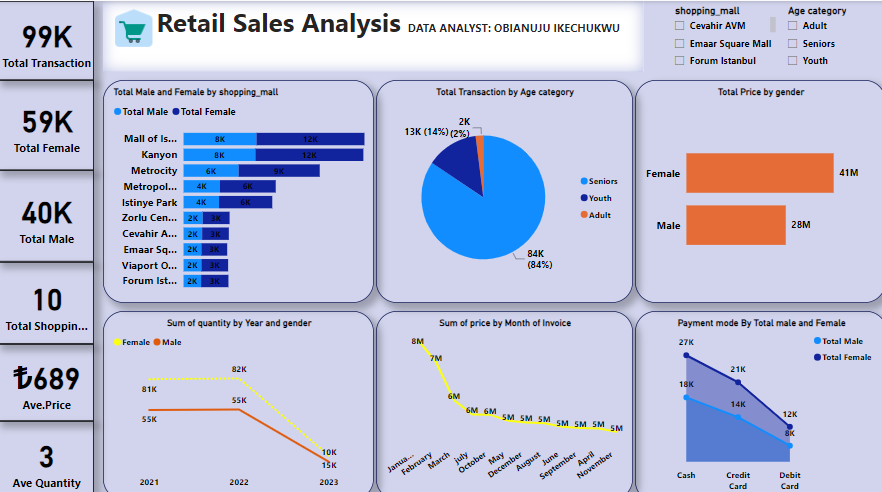 99K
Total Transaction
59K
Total Female
40K
Total Male
10
Total Shoppin...
₺689
Ave.Price
3
Ave Quantity
Retail Sales Analysis DATA ANALYST: OBIANUJU IKECHUKWU
shopping_mall
Cevahir AVM
Emaar Square Mall
Forum Istanbul
Age category
Adult
Seniors
Youth
Total Male and Female by shopping_mall
Total Male Total Female
Mall of Is... 8K 12K
Kanyon 8K 12K
Metrocity 6K 9K
Metropol... 4K 6K
Istinye Park 4K 6K
Zorlu Cen... 2K 3K
Cevahir A... 2K 3K
Emaar Sq... 2K 3K
Viaport O... 2K 3K
Forum Ist... 2K 3K
Total Transaction by Age category
2K
(2%)
13K (14%)
84K
(84%)
Seniors
Youth
Adult
Total Price by gender
Female 41M
Male 28M
Sum of quantity by Year and gender
Female Male
81K
82K
55K
55K
10K
15K
2021 2022 2023
Sum of price by Month of Invoice
8M
7M
6M
6M 6M
5M 5M 5M 5M 5M 5M 5M
Janua...
February
March
july
October
May
December
August
June
September
April
November
Payment mode By Total male and Female
Total Male
Total Female
27K
21K
18K
14K
12K
8K
Cash
Credit
Card
Debit
Card